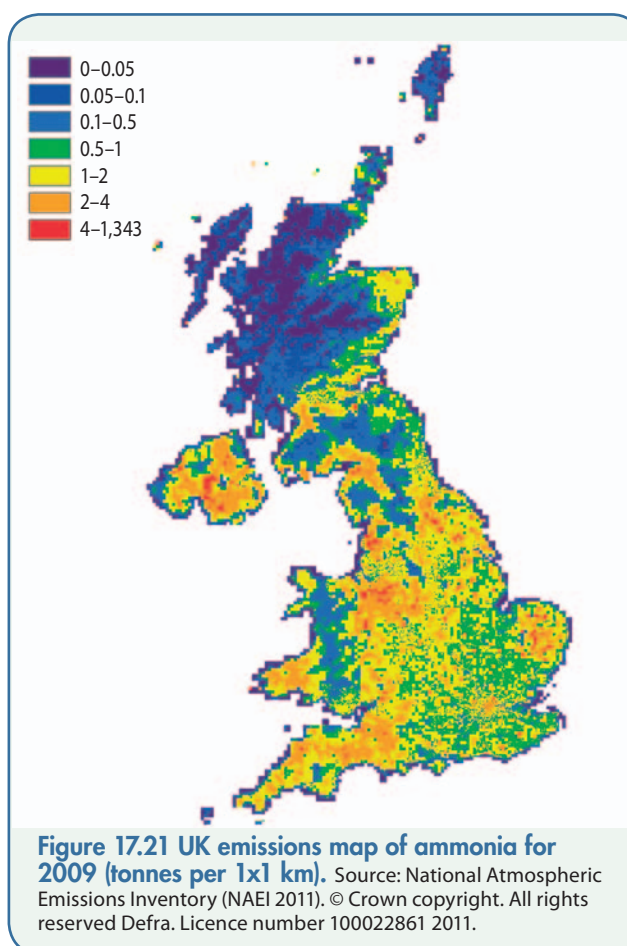 0–0.05
0.05–0.1
0.1–0.5
0.5–1
1–2
2–4
4–1,343
Figure 17.21 UK emissions map of ammonia for
2009 (tonnes per 1x1 km). Source: National Atmospheric
Emissions Inventory (NAEI 2011). © Crown copyright. All rights
reserved Defra. Licence number 100022861 2011.